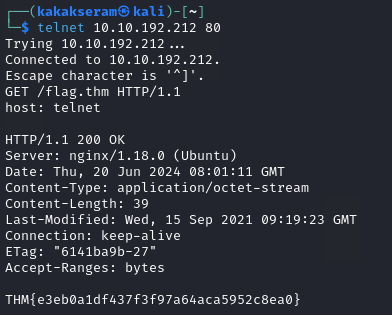 ┌──(kakakseram㉿kali)-[~]
└─$ telnet 10.10.192.212 80
Trying 10.10.192.212...
Connected to 10.10.192.212.
Escape character is '^]'.
GET /flag.thm HTTP/1.1
host: telnet

HTTP/1.1 200 OK
Server: nginx/1.18.0 (Ubuntu)
Date: Thu, 20 Jun 2024 08:01:11 GMT
Content-Type: application/octet-stream
Content-Length: 39
Last-Modified: Wed, 15 Sep 2021 09:19:23 GMT
Connection: keep-alive
ETag: "6141ba9b-27"
Accept-Ranges: bytes

THM{e3eb0a1df437f3f97a64aca5952c8ea0}